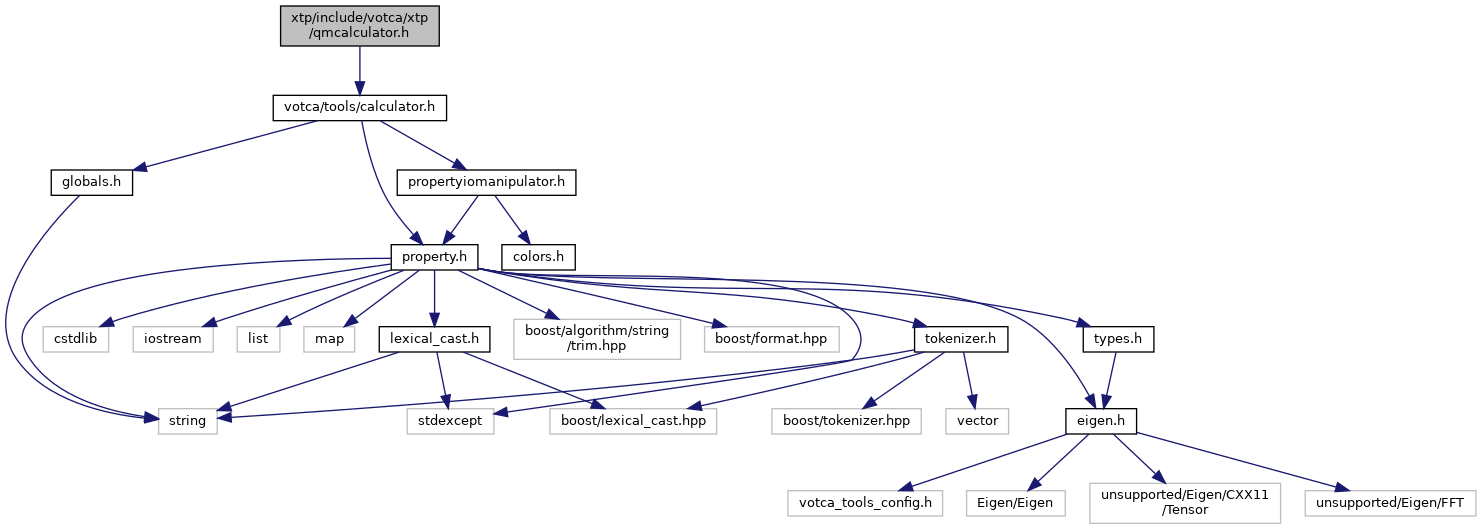 xtp/include/votca/xtp
/qmcalculator.h
votca/tools/calculator.h
globals.h
propertyiomanipulator.h
property.h
colors.h
cstdlib
iostream
list
map
lexical_cast.h
boost/algorithm/string
/trim.hpp
boost/format.hpp
tokenizer.h
types.h
string
stdexcept
boost/lexical_cast.hpp
boost/tokenizer.hpp
vector
eigen.h
votca_tools_config.h
Eigen/Eigen
unsupported/Eigen/CXX11
/Tensor
unsupported/Eigen/FFT